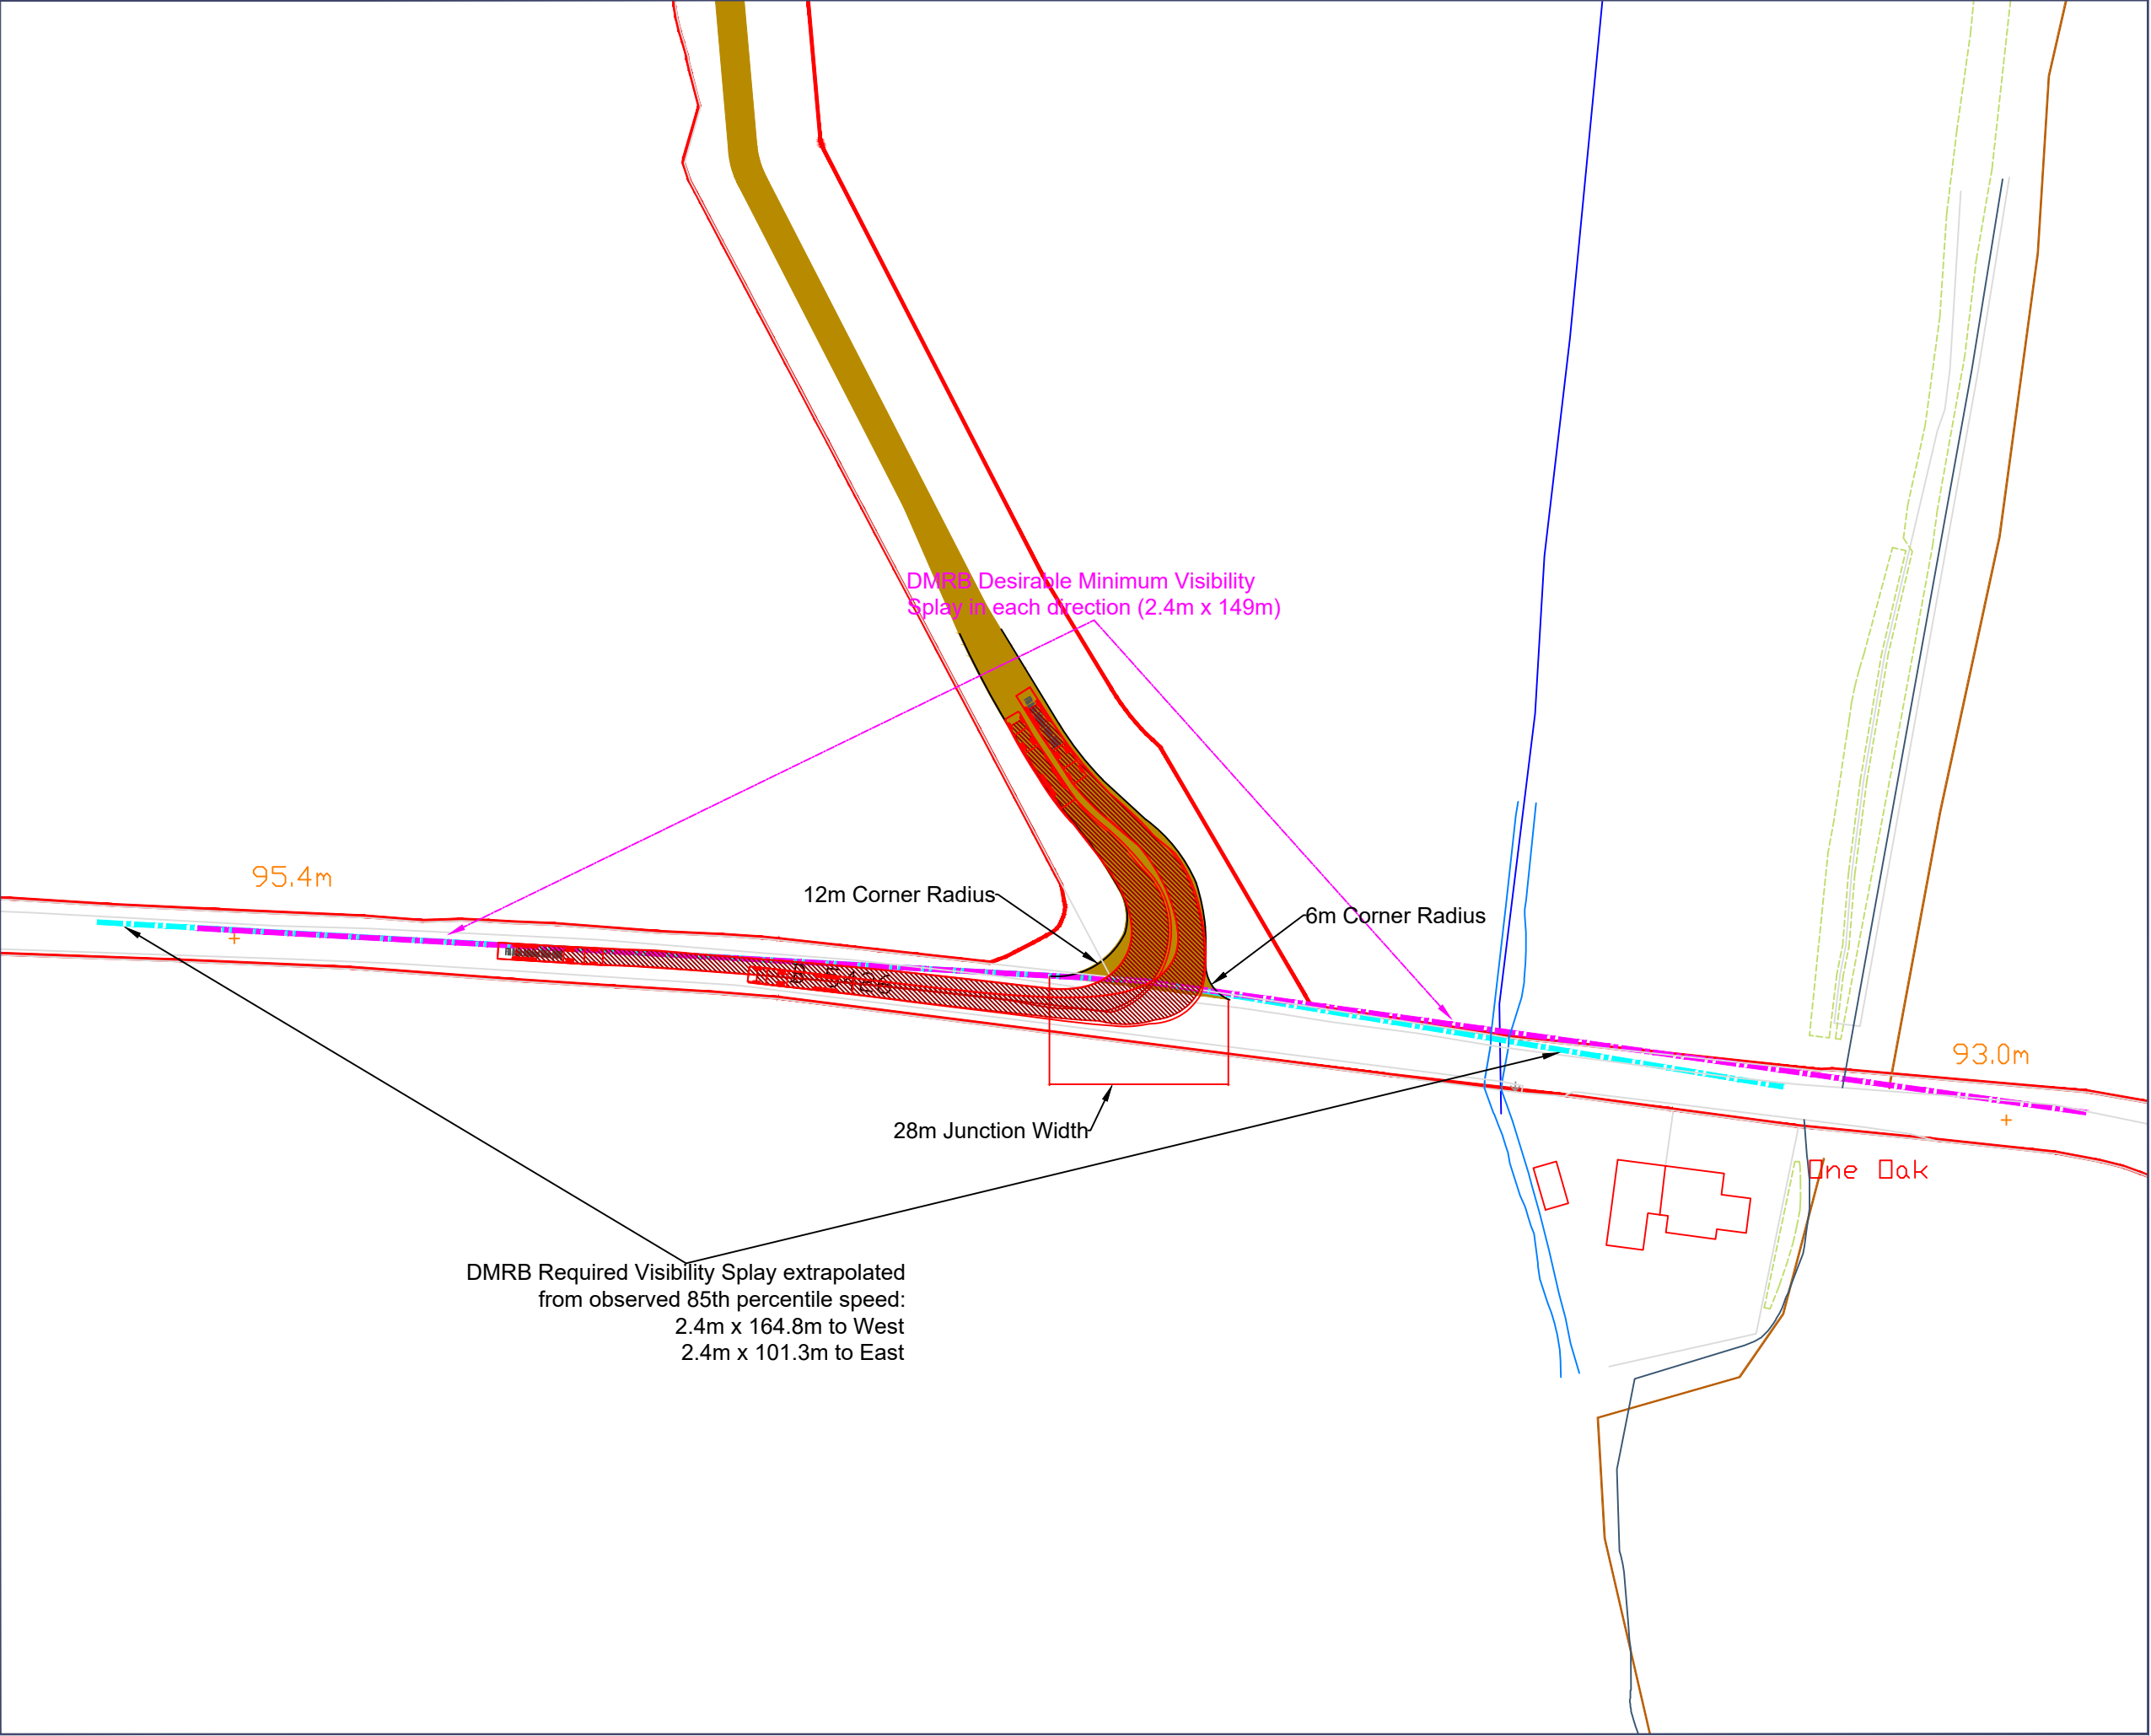 DMRB Desirable Minimum Visibility
Splay in each direction (2.4m x 149m)
95.4m
12m Corner Radius
6m Corner Radius
93.0m
28m Junction Width
One Oak
DMRB Required Visibility Splay extrapolated
from observed 85th percentile speed:
2.4m x 164.8m to West
2.4m x 101.3m to East